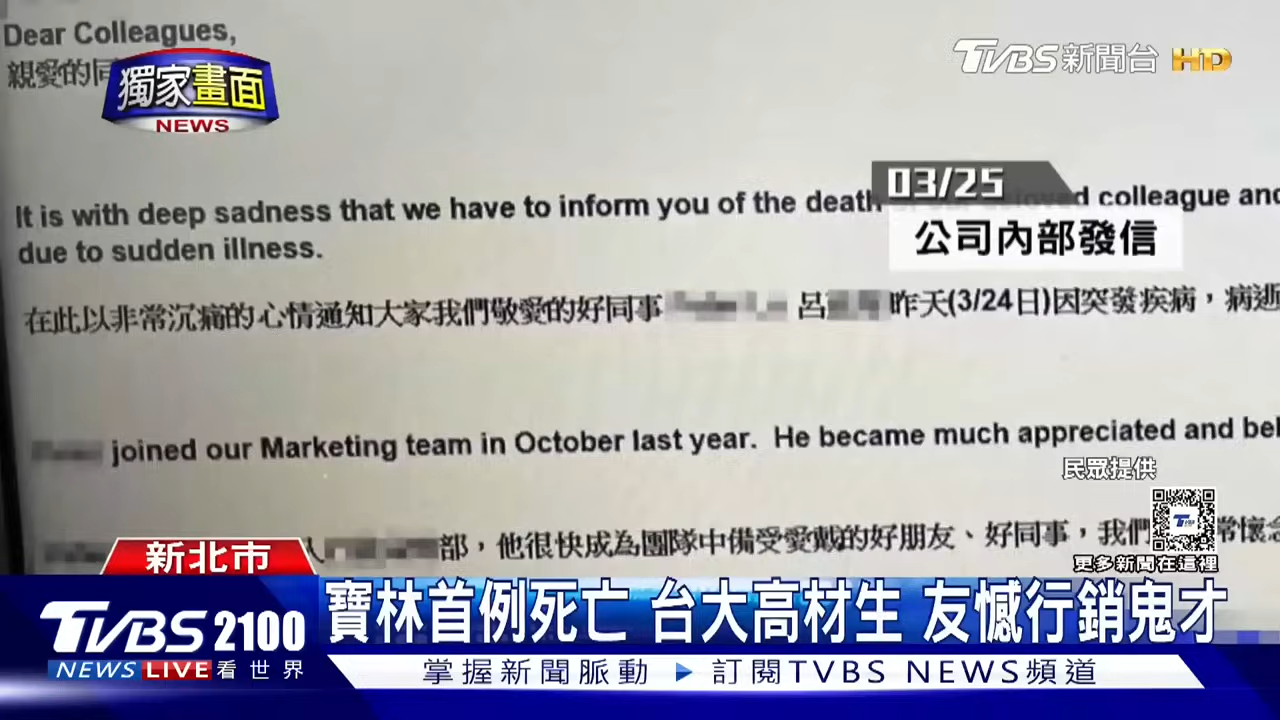 Dear Colleagues,
親愛的同
獨家畫面
NEWS
TVBS新聞台 HD
03/25
公司內部發信
It is with deep sadness that we have to inform you of the death of our beloved colleague and
due to sudden illness.
在此以非常沉痛的心情通知大家我們敬愛的好同事 呂 昨天(3/24日)因突發疾病，病逝
joined our Marketing team in October last year. He became much appreciated and bel
民眾提供
部，他很快成為團隊中備受愛戴的好朋友、好同事，我們 常懷念
更多新聞在這裡
新北市
寶林首例死亡 台大高材生 友憾行銷鬼才
TVBS 2100
NEWS LIVE 看世界
掌握新聞脈動 ▶ 訂閱TVBS NEWS頻道